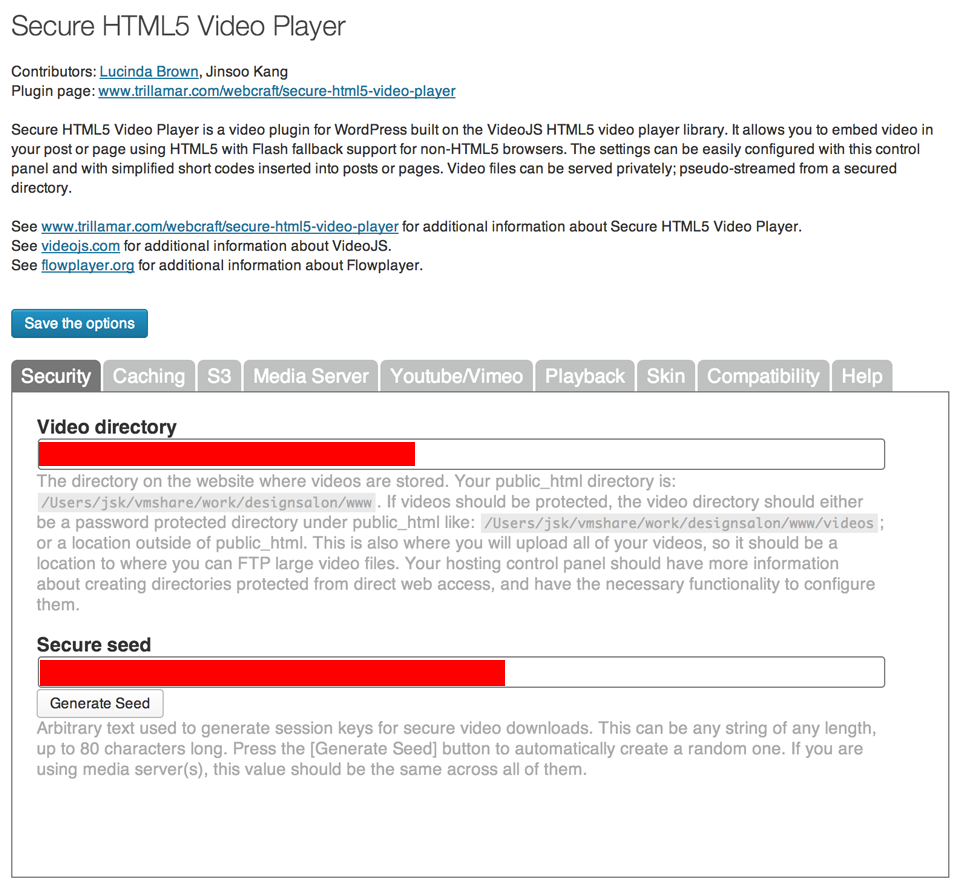 Secure HTML5 Video Player
Contributors: Lucinda Brown, Jinsoo Kang
Plugin page: www.trillamar.com/webcraft/secure-html5-video-player
Secure HTML5 Video Player is a video plugin for WordPress built on the VideoJS HTML5 video player library. It allows you to embed video in
your post or page using HTML5 with Flash fallback support for non-HTML5 browsers. The settings can be easily configured with this control
panel and with simplified short codes inserted into posts or pages. Video files can be served privately; pseudo-streamed from a secured
directory.
See www.trillamar.com/webcraft/secure-html5-video-player for additional information about Secure HTML5 Video Player.
See videojs.com for additional information about VideoJS.
See flowplayer.org for additional information about Flowplayer.
Save the options
Security Caching S3 Media Server Youtube/Vimeo Playback Skin Compatibility Help
Video directory
The directory on the website where videos are stored. Your public_html directory is:
/Users/jsk/vmshare/work/designsalon/www . If videos should be protected, the video directory should either
be a password protected directory under public_html like: /Users/jsk/vmshare/work/designsalon/www/videos ;
or a location outside of public_html. This is also where you will upload all of your videos, so it should be a
location to where you can FTP large video files. Your hosting control panel should have more information
about creating directories protected from direct web access, and have the necessary functionality to configure
them.
Secure seed
Generate Seed
Arbitrary text used to generate session keys for secure video downloads. This can be any string of any length,
up to 80 characters long. Press the [Generate Seed] button to automatically create a random one. If you are
using media server(s), this value should be the same across all of them.